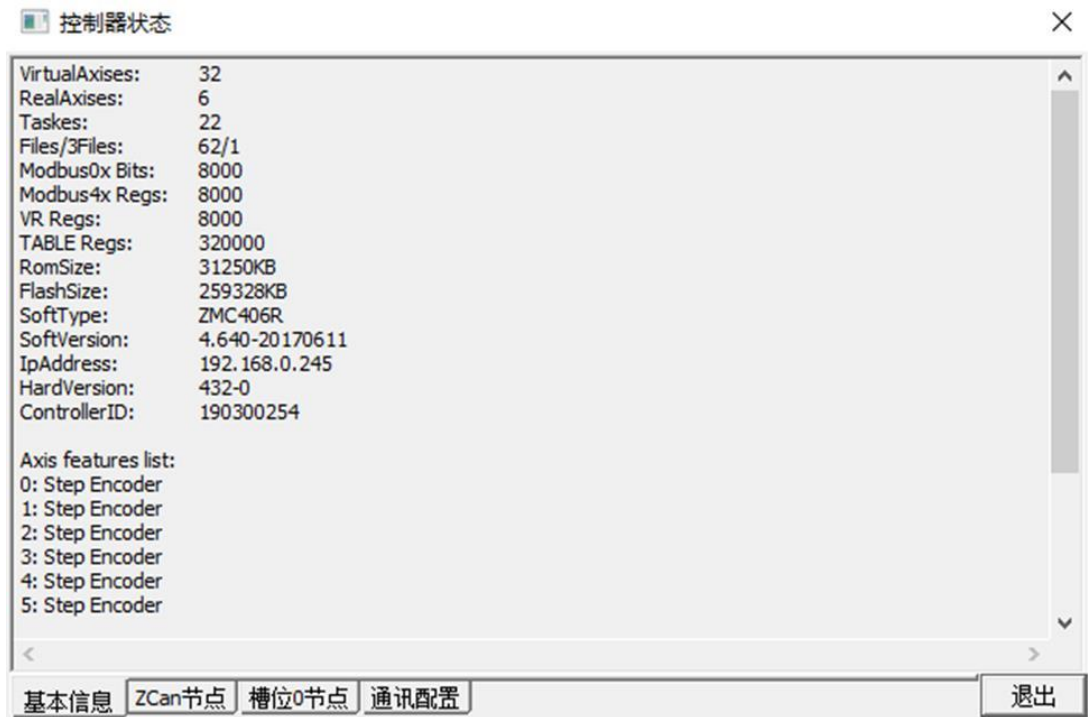 控制器状态
VirtualAxises: 32
RealAxises: 6
Taskes: 22
Files/3Files: 62/1
Modbus0x Bits: 8000
Modbus4x Regs: 8000
VR Regs: 8000
TABLE Regs: 320000
RomSize: 31250KB
FlashSize: 259328KB
SoftType: ZMC406R
SoftVersion: 4.640-20170611
IpAddress: 192.168.0.245
HardVersion: 432-0
ControllerID: 190300254
Axis features list:
0: Step Encoder
1: Step Encoder
2: Step Encoder
3: Step Encoder
4: Step Encoder
5: Step Encoder
基本信息 ZCan节点 槽位0节点 通讯配置 退出